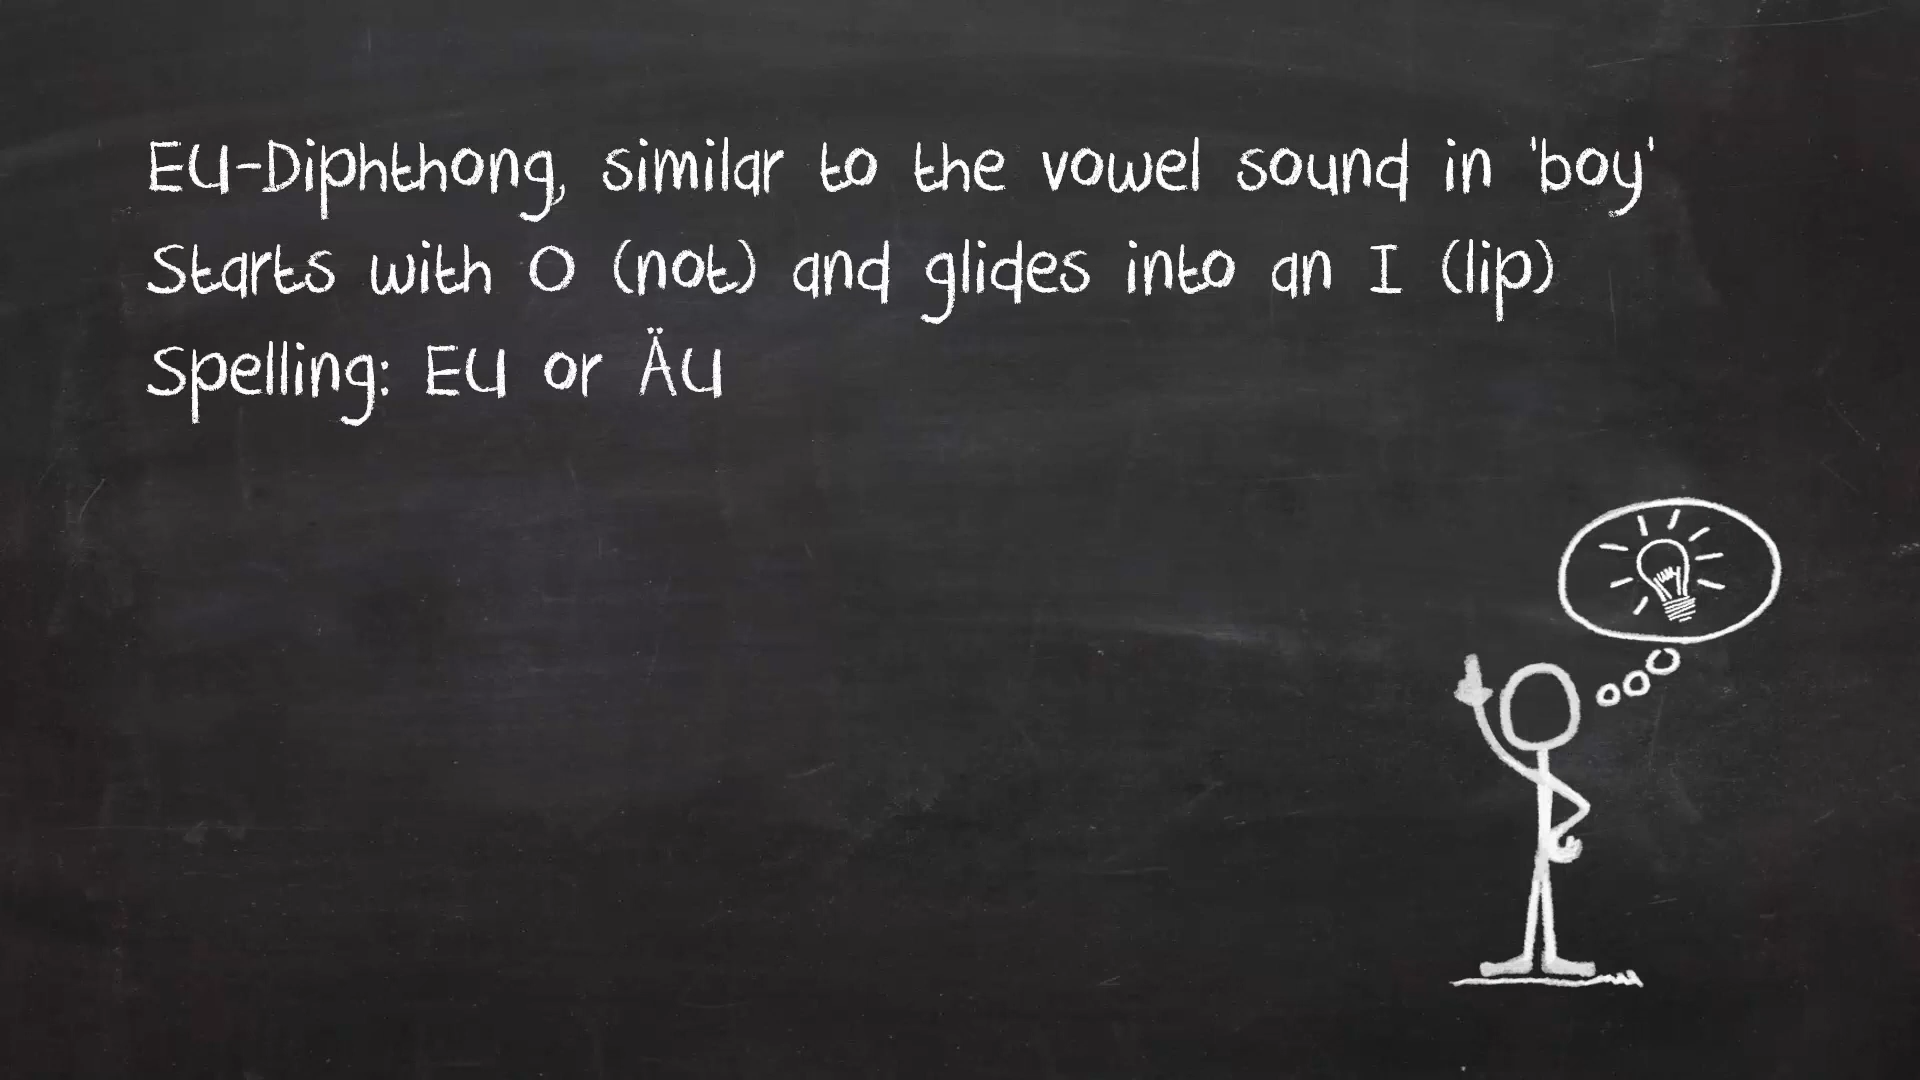 EU-Diphthong, similar to the vowel sound in 'boy'
Starts with O (not) and glides into an I (lip)
Spelling: EU or ÄU